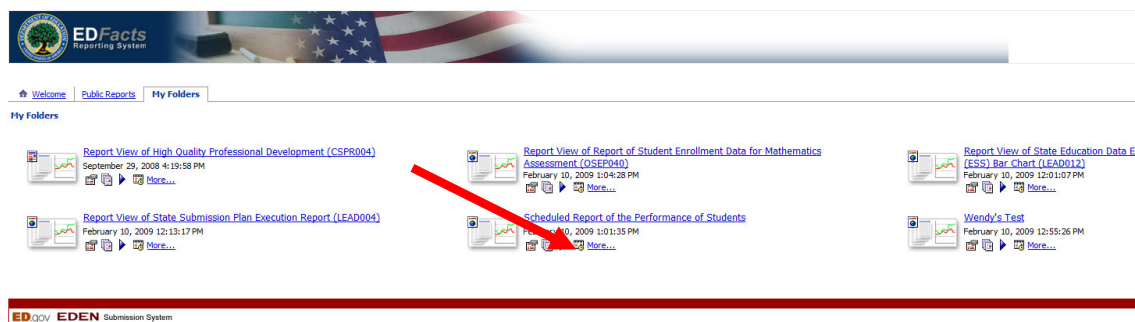 DEPARTMENT OF EDUCATION
EDFacts
Reporting System
Welcome Public Reports My Folders
My Folders
Report View of High Quality Professional Development (CSPR004)
September 29, 2008 4:19:58 PM
More...
Report View of Report of Student Enrollment Data for Mathematics
Assessment (OSEP040)
February 10, 2009 1:04:28 PM
More...
Report View of State Education Data E
(ESS) Bar Chart (LEAD012)
February 10, 2009 12:01:07 PM
More...
Report View of State Submission Plan Execution Report (LEAD004)
February 10, 2009 12:13:17 PM
More...
Scheduled Report of the Performance of Students
10, 2009 1:01:35 PM
More...
Wendy's Test
February 10, 2009 12:55:26 PM
More...
ED.gov EDEN Submission System